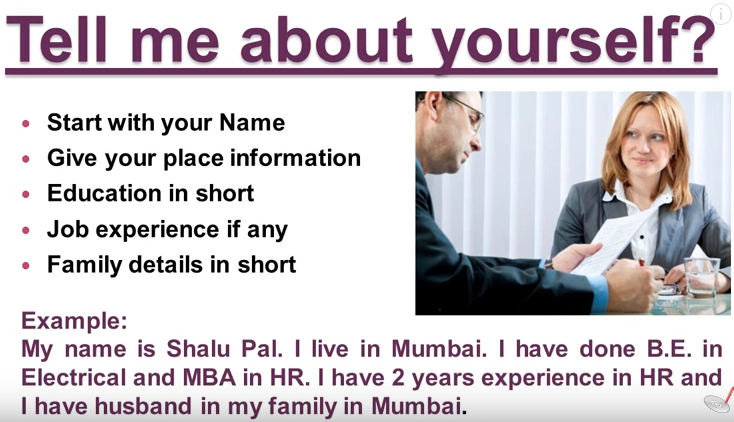 Tell me about yourself?
• Start with your Name
• Give your place information
• Education in short
• Job experience if any
• Family details in short
Example:
My name is Shalu Pal. I live in Mumbai. I have done B.E. in
Electrical and MBA in HR. I have 2 years experience in HR and
I have husband in my family in Mumbai.